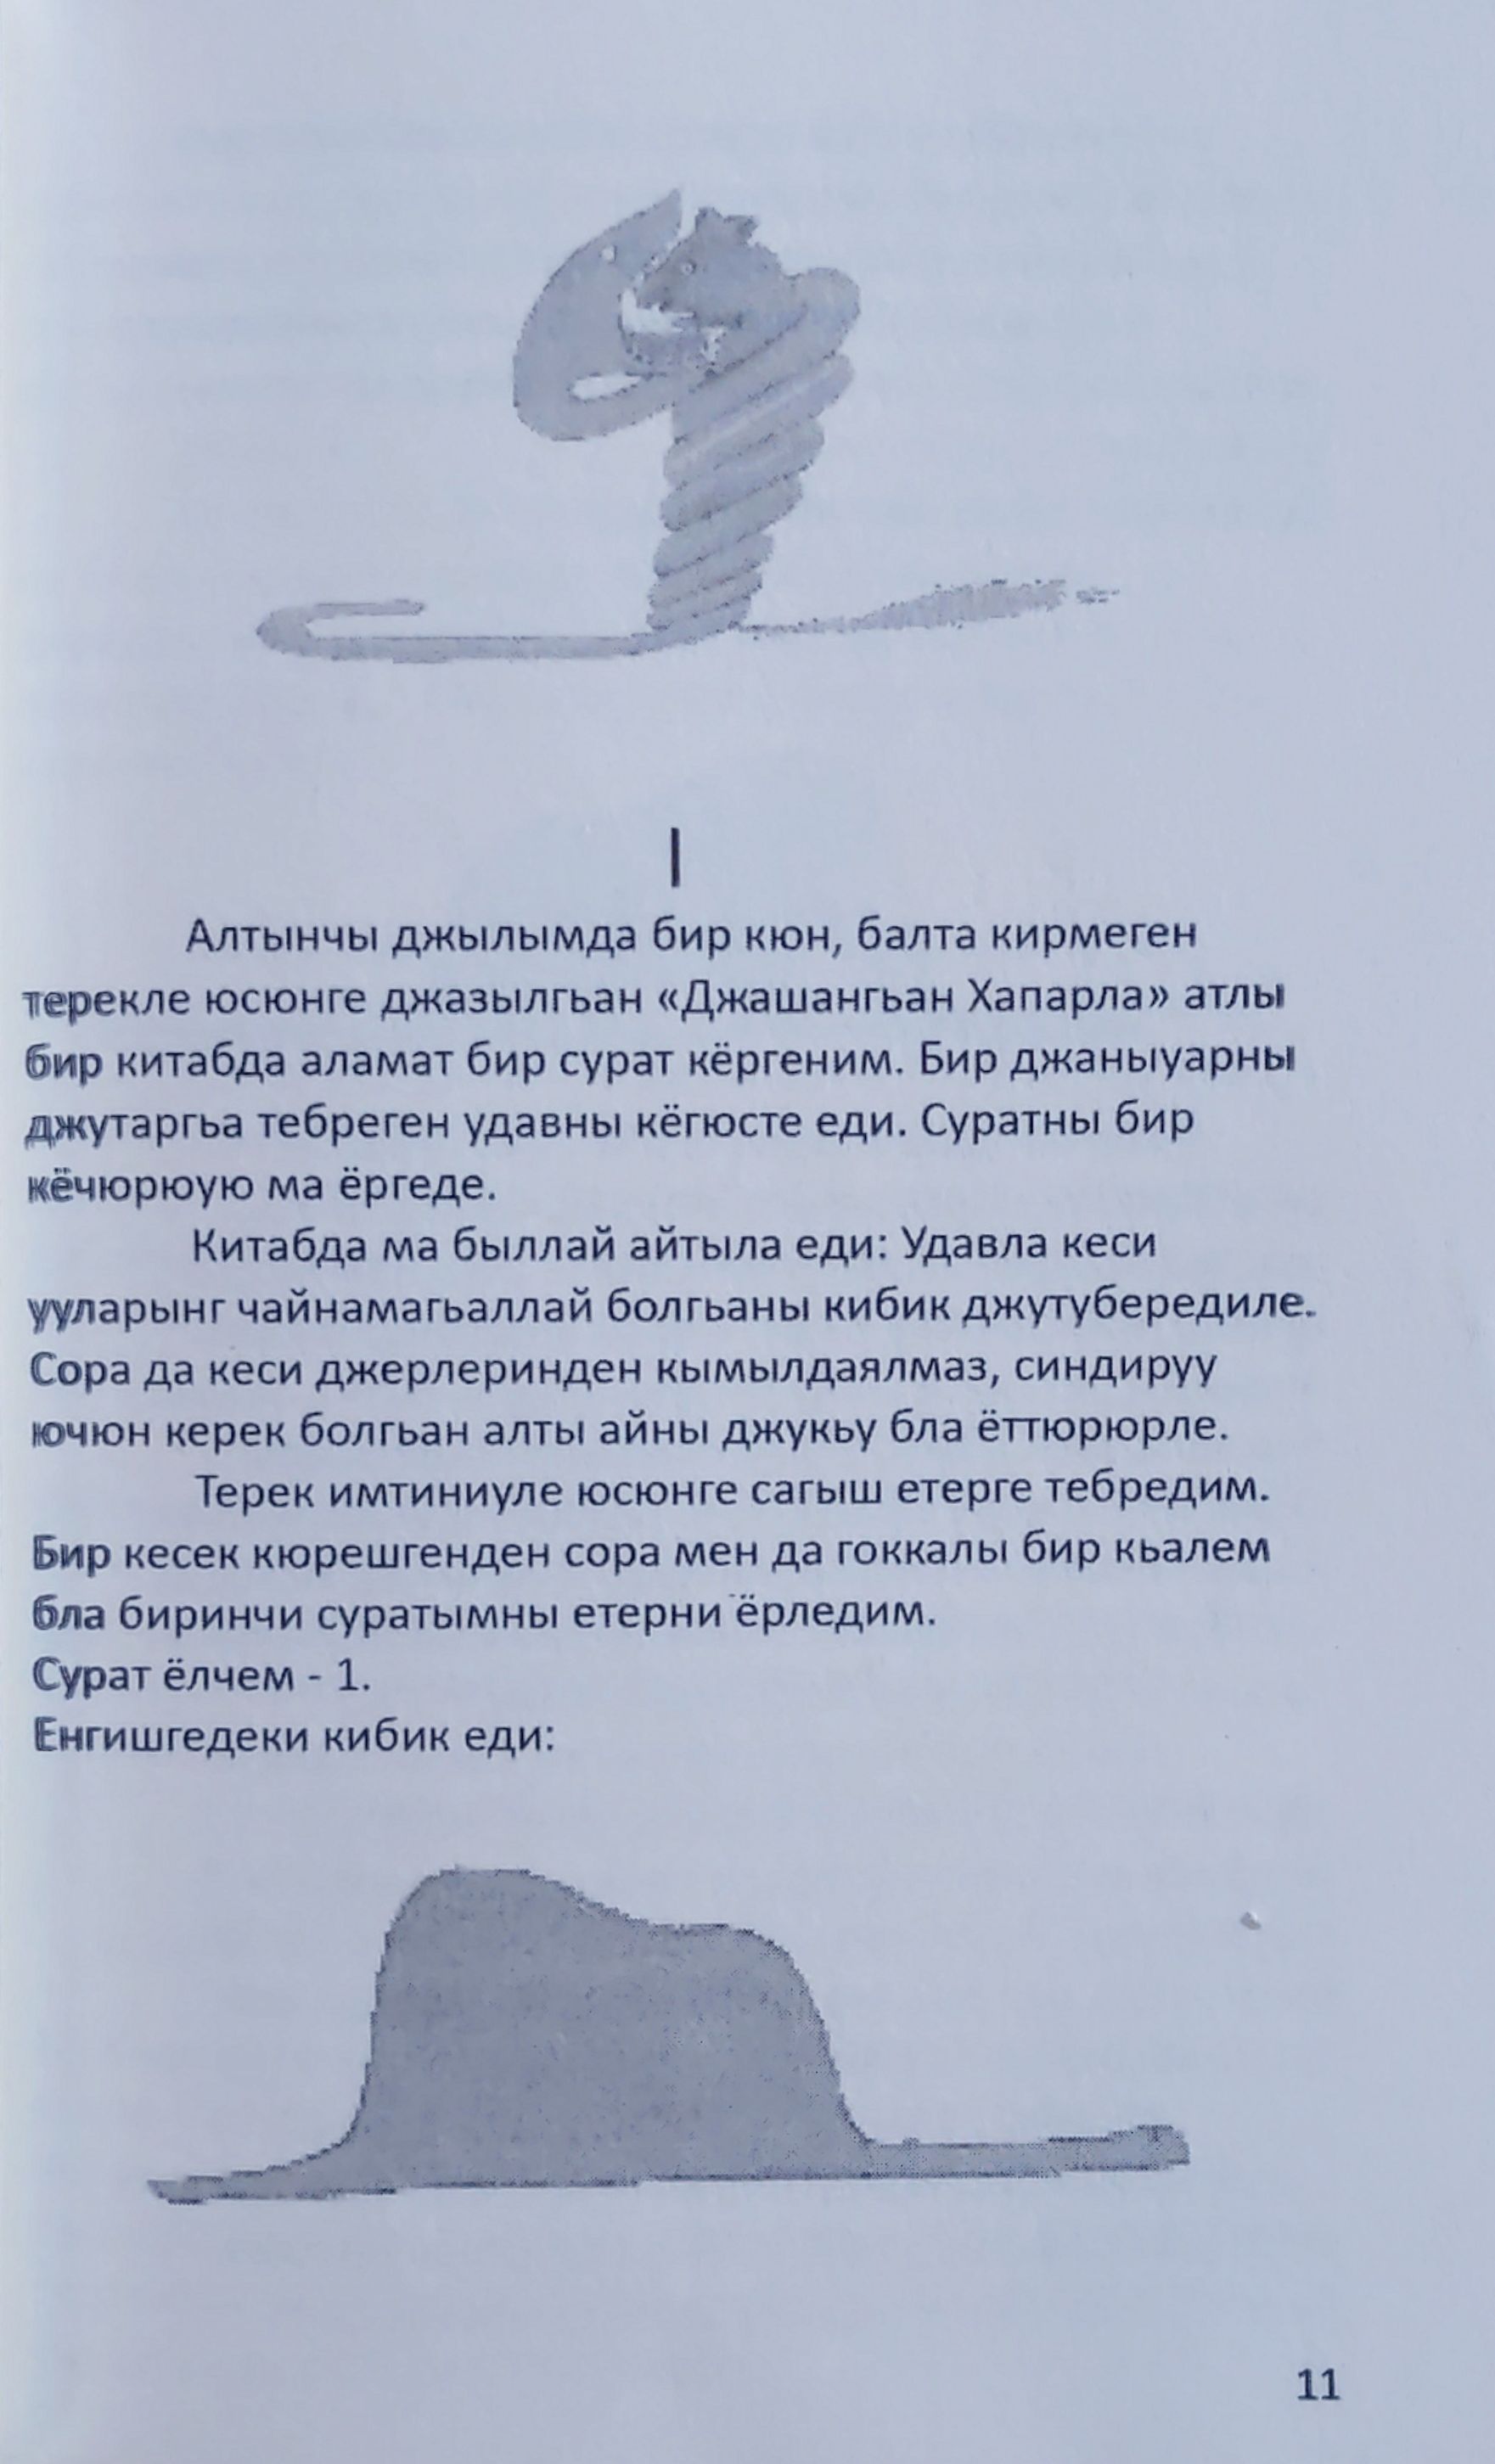 I
Алтынчы джылымда бир кюн, балта кирмеген
терекле юсюнге джазылгъан «Джашангъан Хапарла» атлы
бир китабда аламат бир сурат кёргеним. Бир джаныуарны
джутаргъа тебреген удавны кёгюсте еди. Суратны бир
кёчюрюую ма ёргеде.
Китабда ма быллай айтыла еди: Удавла кеси
ууларынг чайнамагъаллай болгъаны кибик джутубередиле.
Сора да кеси джерлеринден кымылдаялмаз, синдируу
ючюн керек болгъан алты айны джукъу бла ёттюрюрле.
Терек имтиниуле юсюнге сагыш етерге тебредим.
Бир кесек кюрешгенден сора мен да гоккалы бир къалем
бла биринчи суратымны етерни ёрледим.
Сурат ёлчем - 1.
Енгишгедеки кибик еди:
11